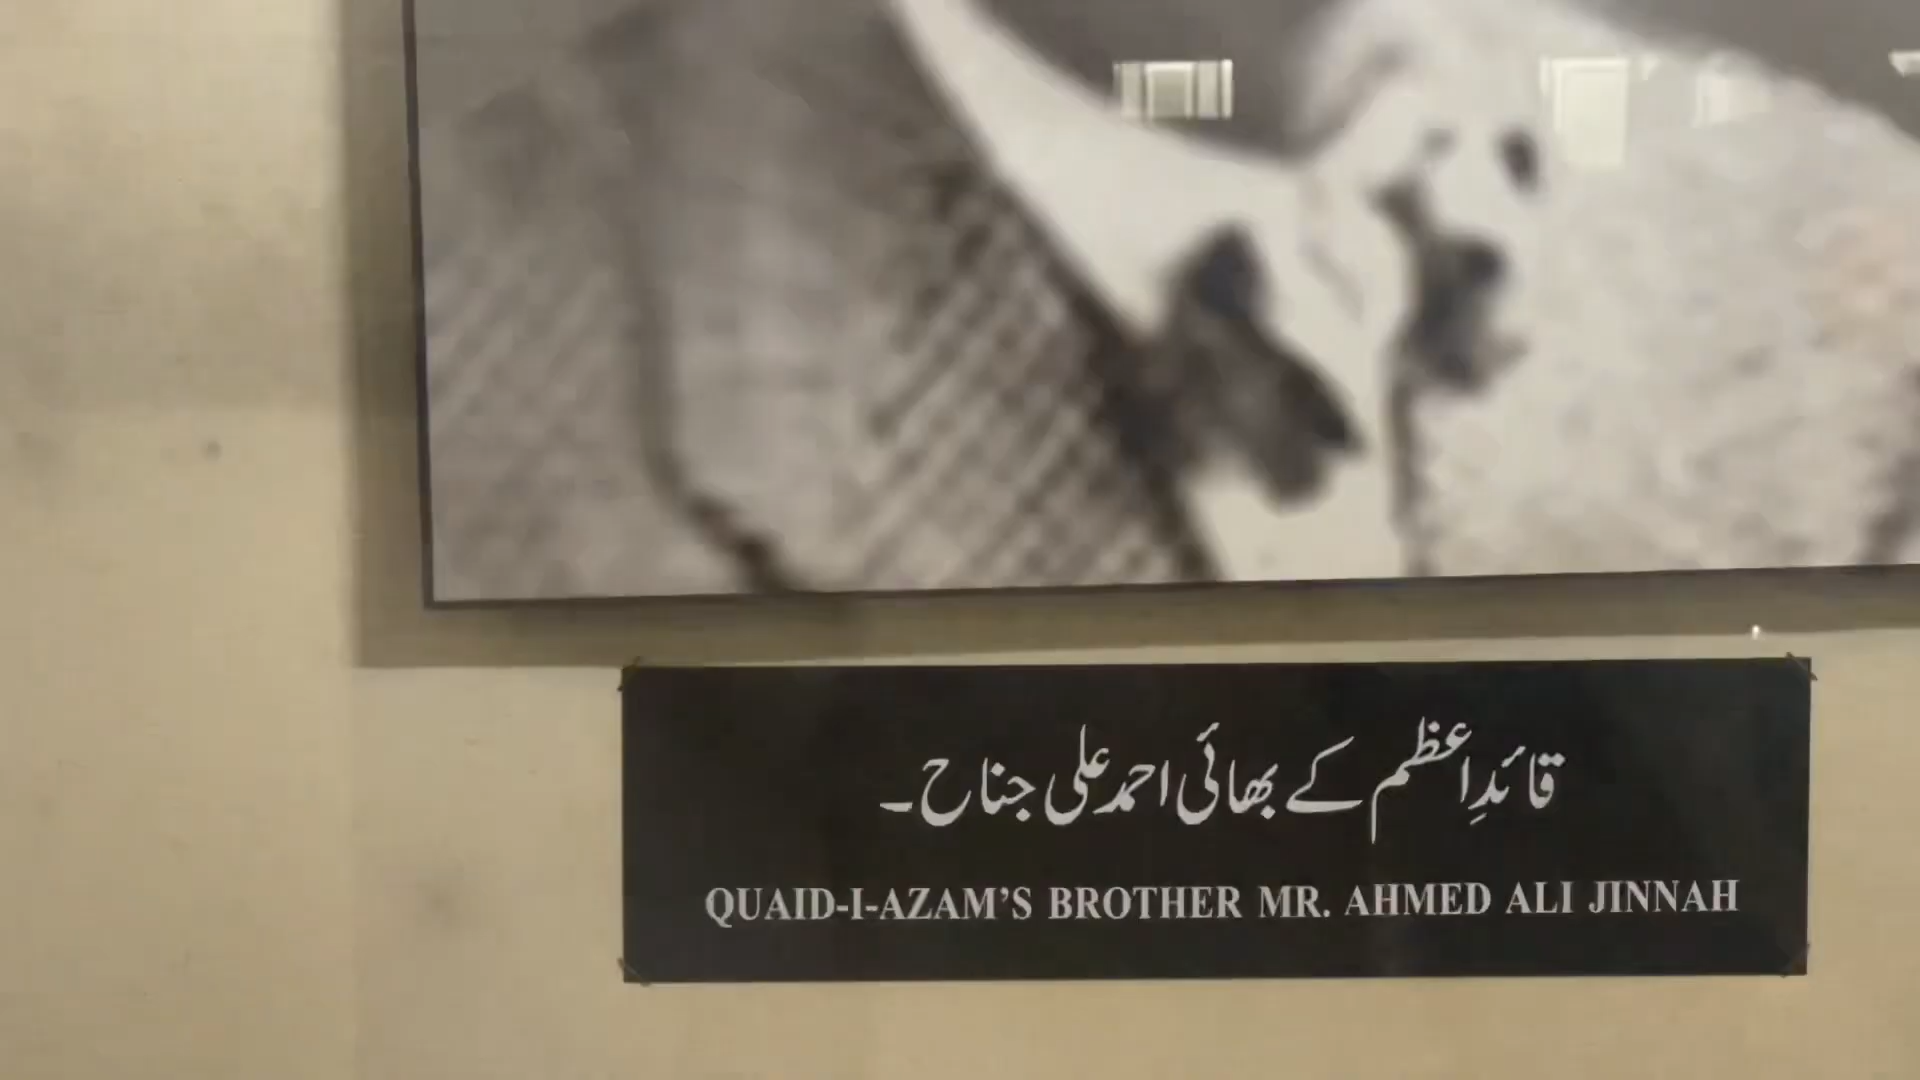 قائدِاعظم کے بھائی احمد علی جناح۔
QUAID-I-AZAM'S BROTHER MR. AHMED ALI JINNAH